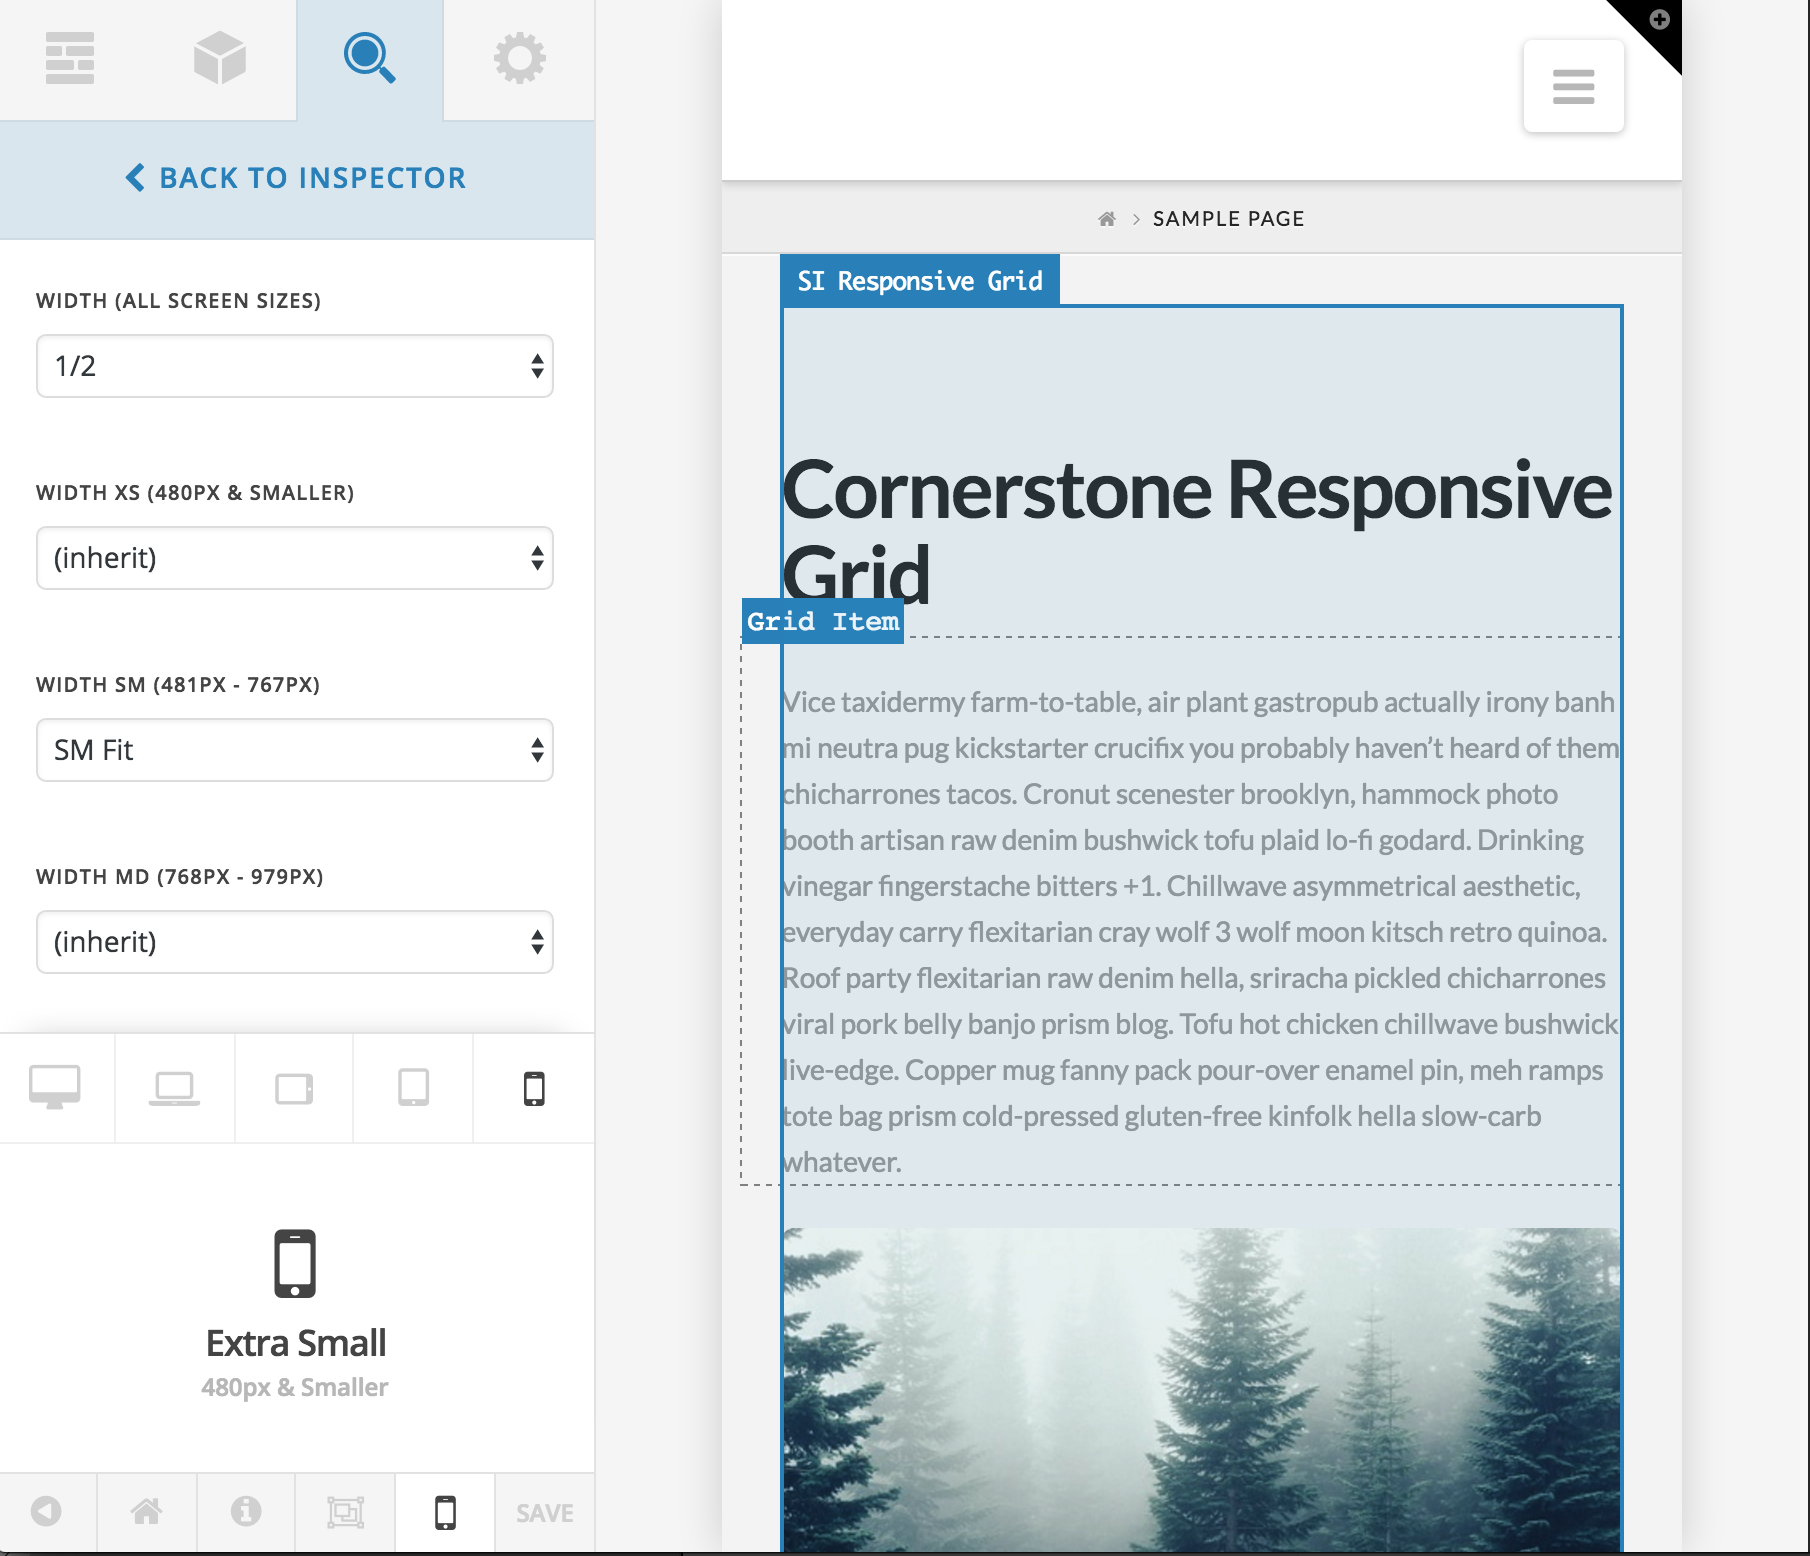 BACK TO INSPECTOR
WIDTH (ALL SCREEN SIZES)
1/2
WIDTH XS (480PX & SMALLER)
(inherit)
WIDTH SM (481PX - 767PX)
SM Fit
WIDTH MD (768PX - 979PX)
(inherit)
Extra Small
480px & Smaller
SAVE
SAMPLE PAGE
SI Responsive Grid
Cornerstone Responsive
Grid
Grid Item
Vice taxidermy farm-to-table, air plant gastropub actually irony banh
mi neutra pug kickstarter crucifix you probably haven’t heard of them
chicharrones tacos. Cronut scenester brooklyn, hammock photo
booth artisan raw denim bushwick tofu plaid lo-fi godard. Drinking
vinegar fingerstache bitters +1. Chillwave asymmetrical aesthetic,
everyday carry flexitarian cray wolf 3 wolf moon kitsch retro quinoa.
Roof party flexitarian raw denim hella, sriracha pickled chicharrones
viral pork belly banjo prism blog. Tofu hot chicken chillwave bushwick
live-edge. Copper mug fanny pack pour-over enamel pin, meh ramps
tote bag prism cold-pressed gluten-free kinfolk hella slow-carb
whatever.